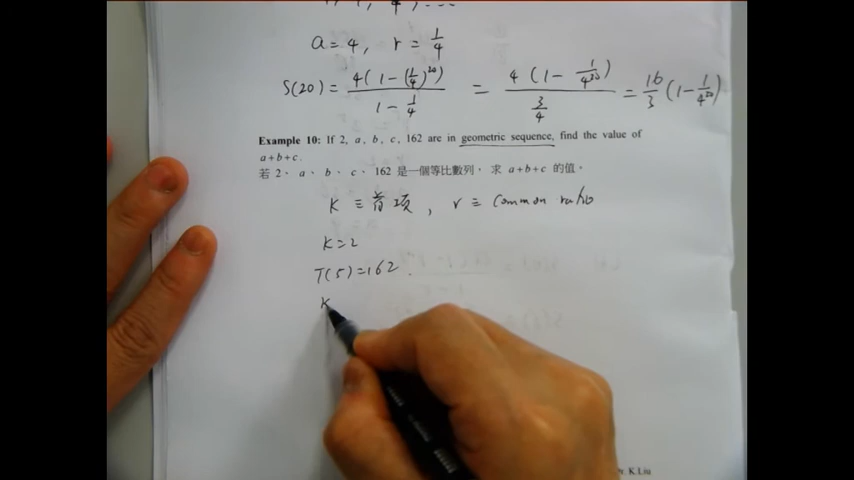 a = 4, r = 1/4
S(20) = 4(1-(1/4)^20) / (1 - 1/4) = 4(1 - 1/4^20) / (3/4) = 16/3 (1 - 1/4^20)
Example 10: If 2, a, b, c, 162 are in geometric sequence, find the value of
a+b+c.
若 2、 a、 b、 c、 162 是一個等比數列, 求 a+b+c 的值。
K ≡ 首項, r ≡ Common ratio
K = 2
T(5) = 162.
K
K Liu